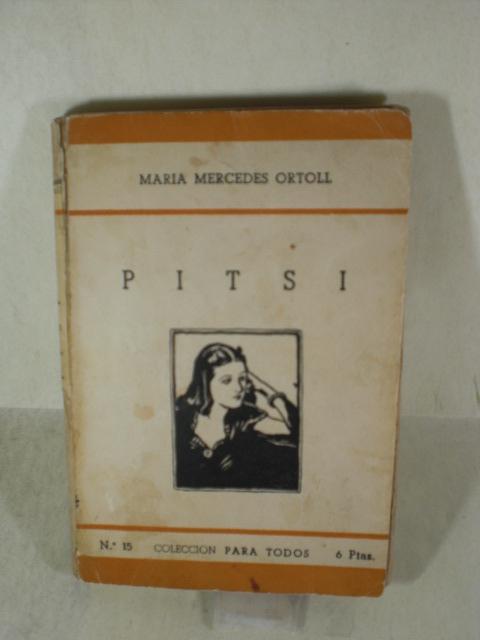 MARIA MERCEDES ORTOLL
PITSI
N.º 15 COLECCION PARA TODOS 6 Ptas.